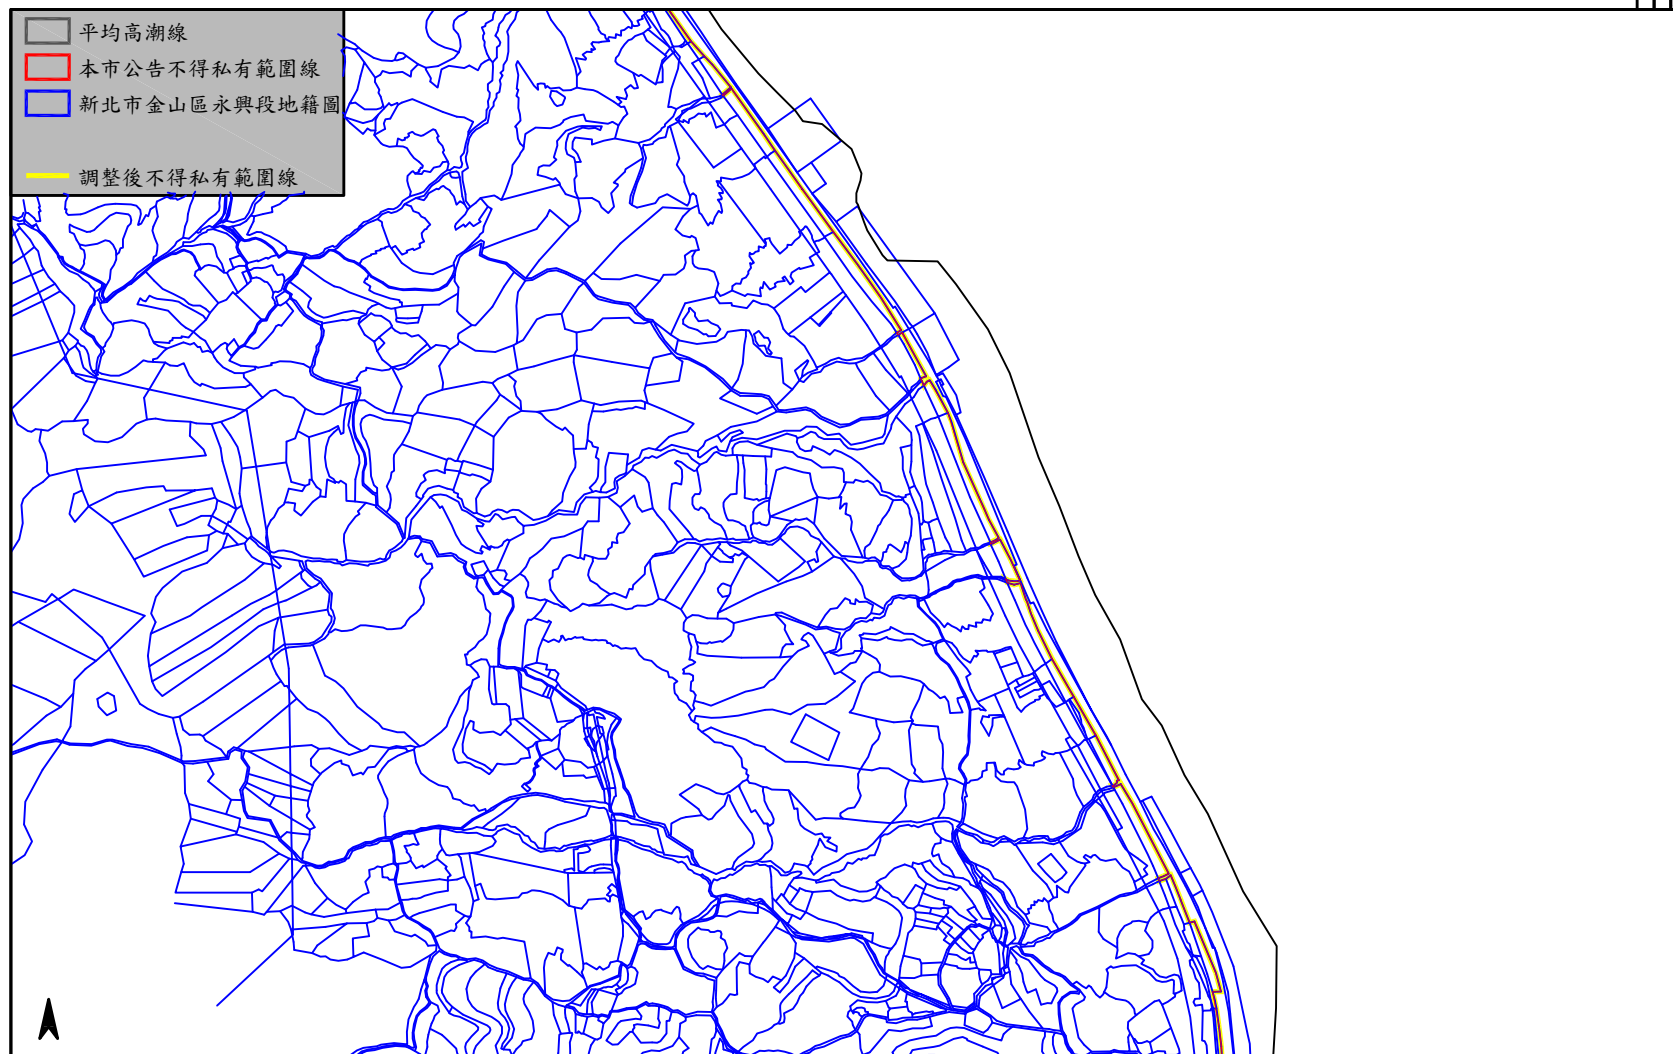 平均高潮線
本市公告不得私有範圍線
新北市金山區永興段地籍圖
調整後不得私有範圍線